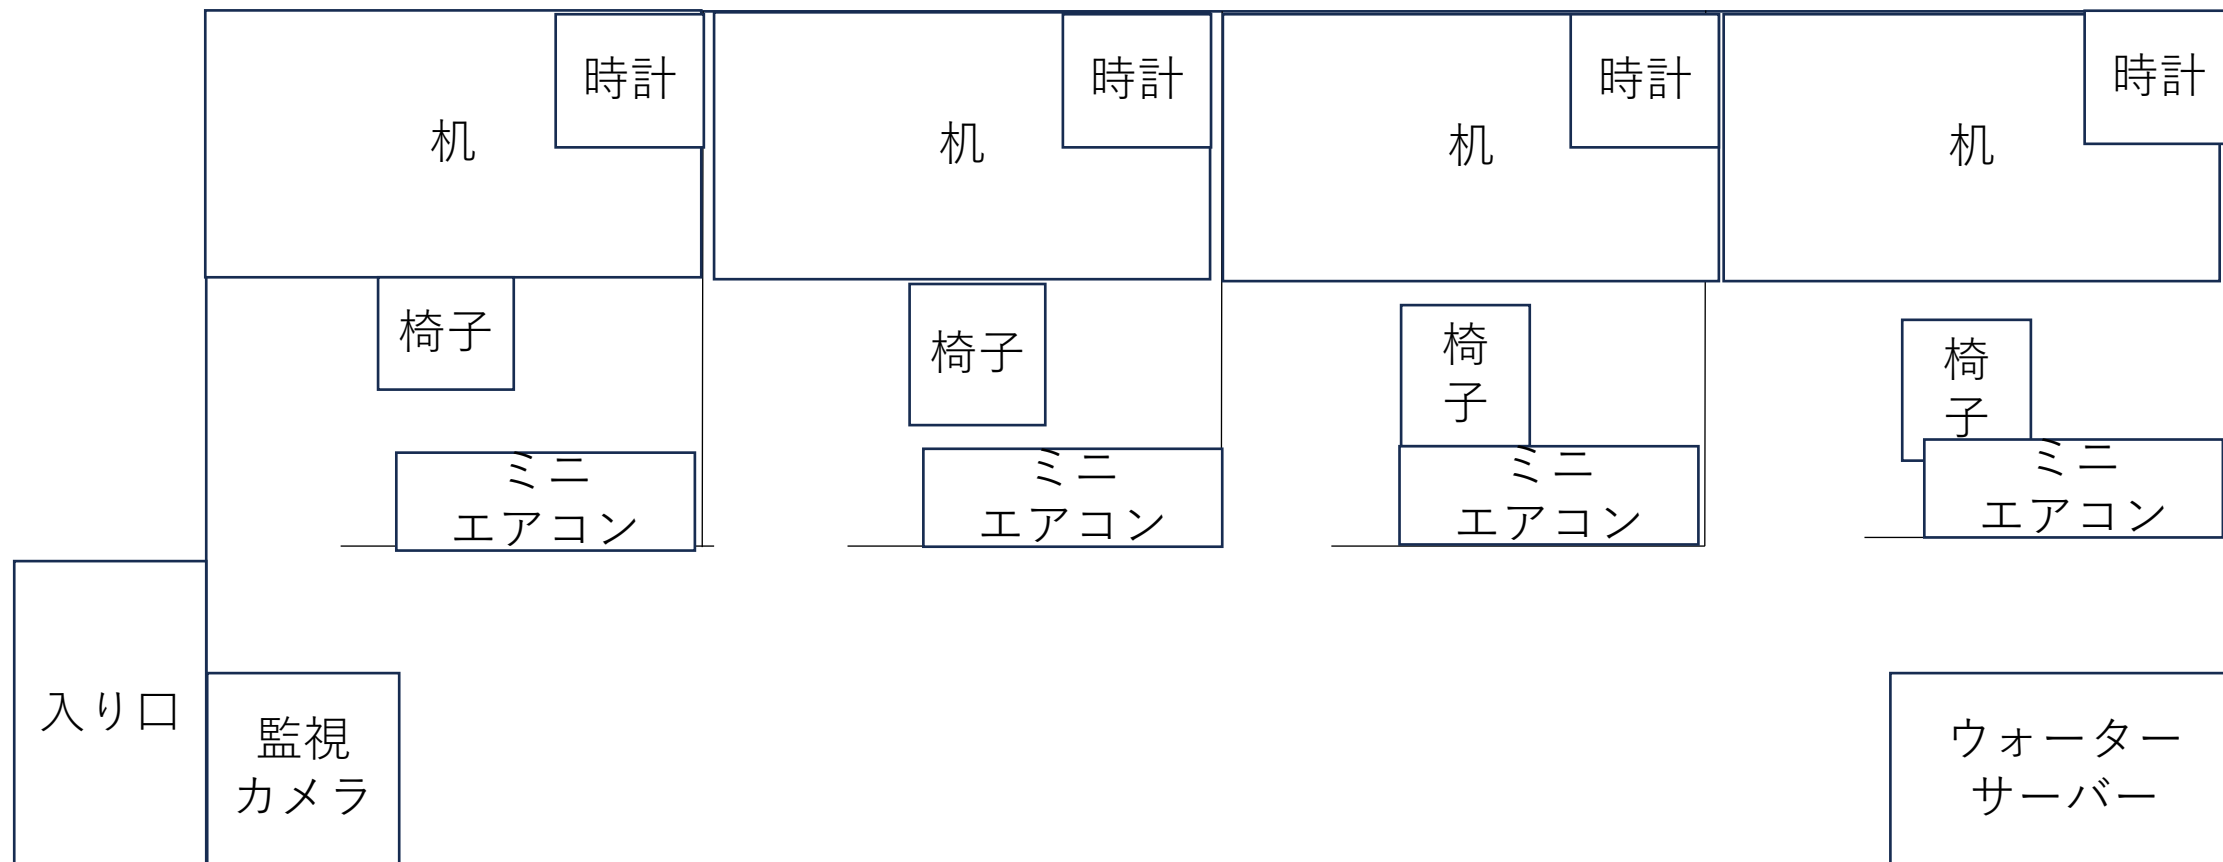 時計
時計
時計
時計
机
机
机
机
椅子
椅子
椅
子
椅
子
ミニ
エアコン
ミニ
エアコン
ミニ
エアコン
ミニ
エアコン
入り口
監視
カメラ
ウォーター
サーバー